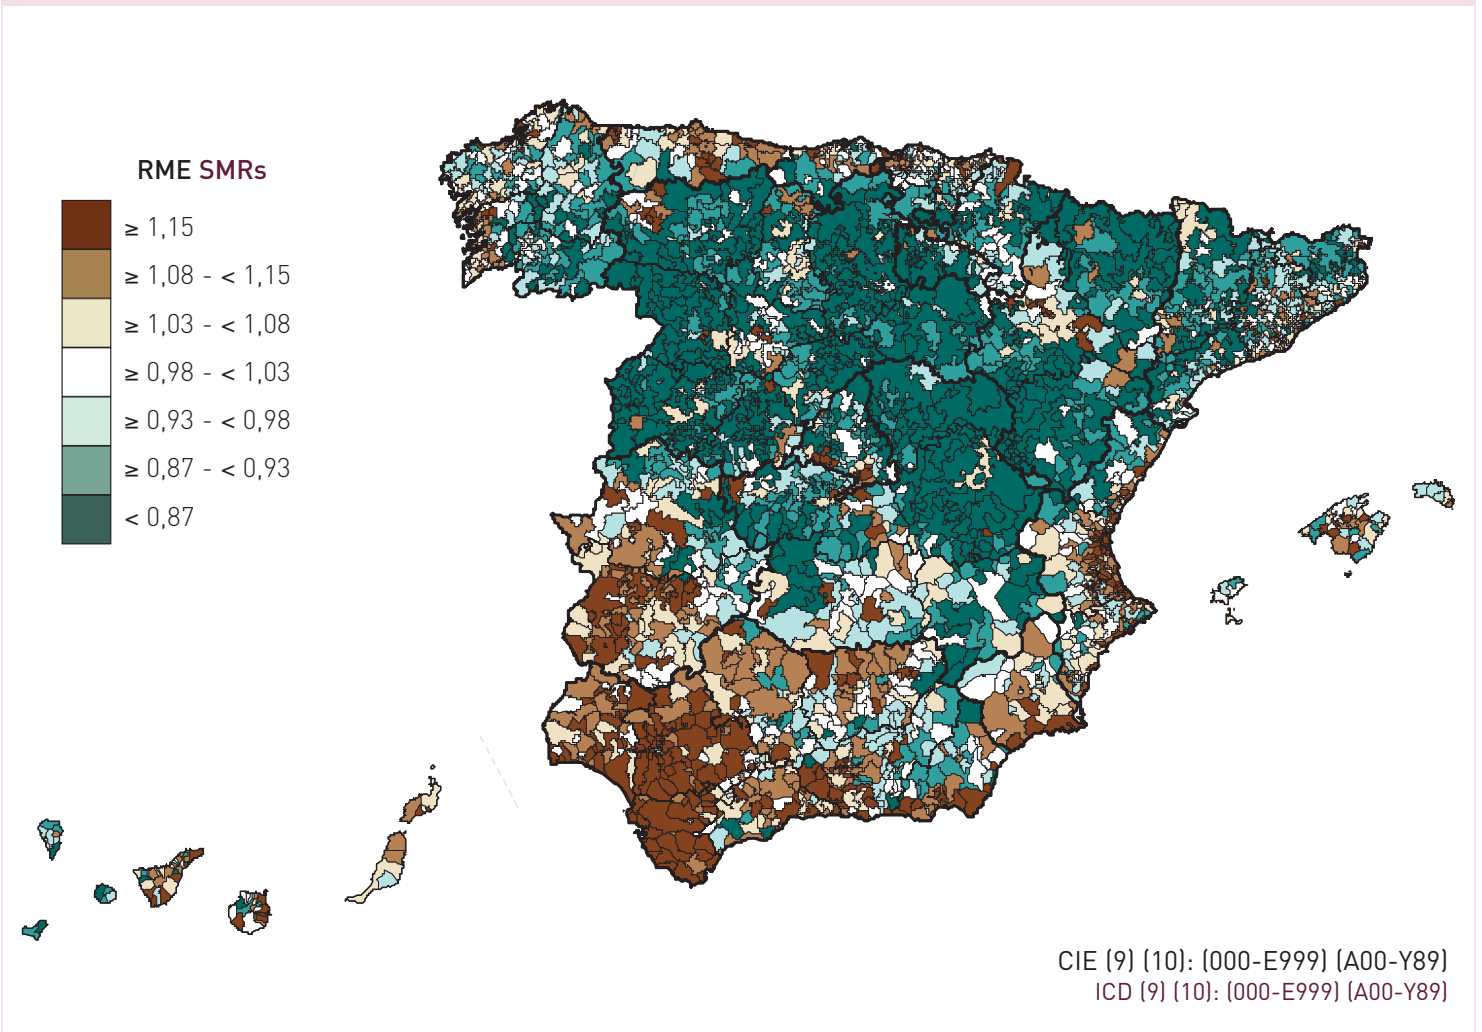 RME SMRs
≥ 1,15
≥ 1,08 - < 1,15
≥ 1,03 - < 1,08
≥ 0,98 - < 1,03
≥ 0,93 - < 0,98
≥ 0,87 - < 0,93
< 0,87
CIE (9) (10): (000-E999) (A00-Y89)
ICD (9) (10): (000-E999) (A00-Y89)